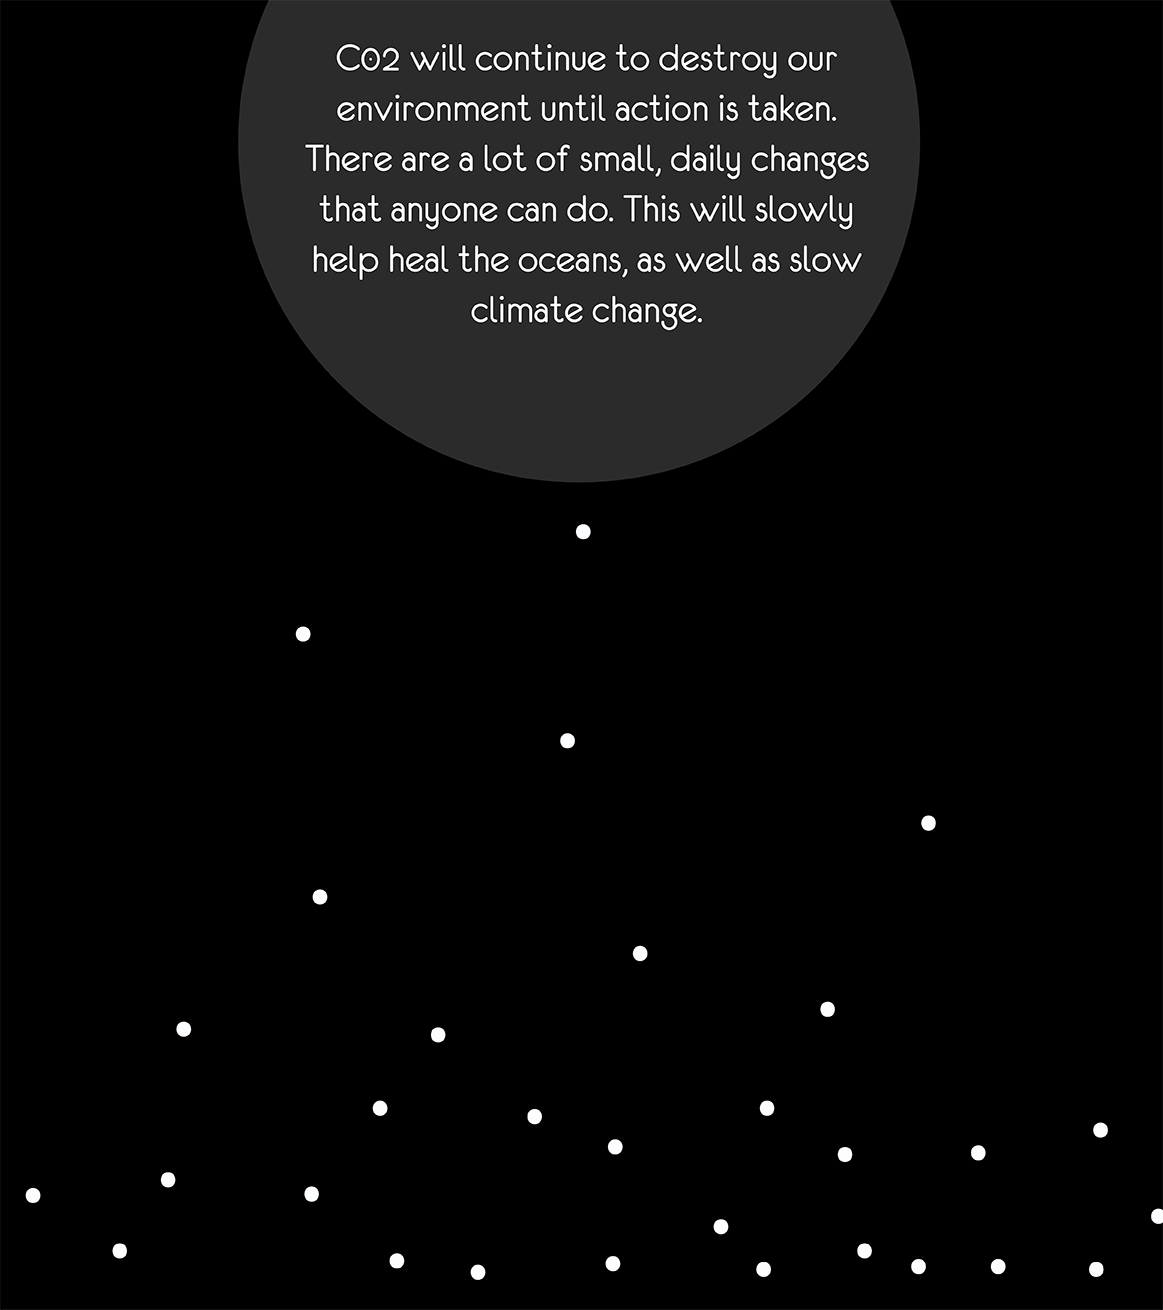 C02 will continue to destroy our
environment until action is taken.
There are a lot of small, daily changes
that anyone can do. This will slowly
help heal the oceans, as well as slow
climate change.